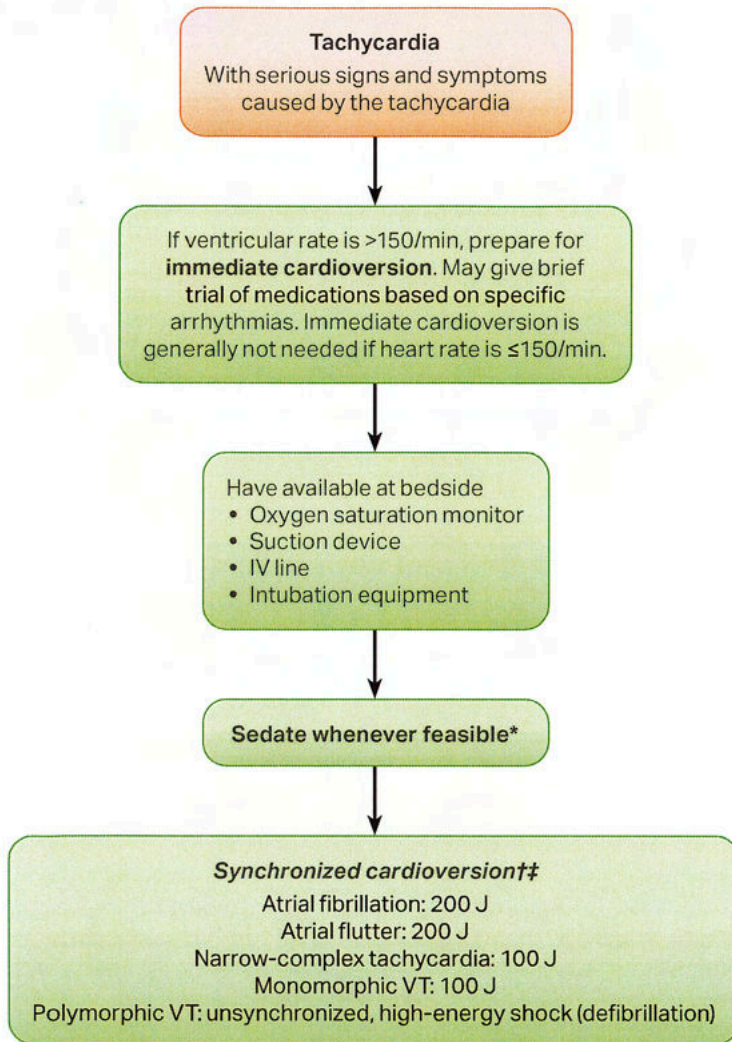 Tachycardia
With serious signs and symptoms
caused by the tachycardia
If ventricular rate is >150/min, prepare for
immediate cardioversion. May give brief
trial of medications based on specific
arrhythmias. Immediate cardioversion is
generally not needed if heart rate is ≤150/min.
Have available at bedside
• Oxygen saturation monitor
• Suction device
• IV line
• Intubation equipment
Sedate whenever feasible*
Synchronized cardioversion†‡
Atrial fibrillation: 200 J
Atrial flutter: 200 J
Narrow-complex tachycardia: 100 J
Monomorphic VT: 100 J
Polymorphic VT: unsynchronized, high-energy shock (defibrillation)